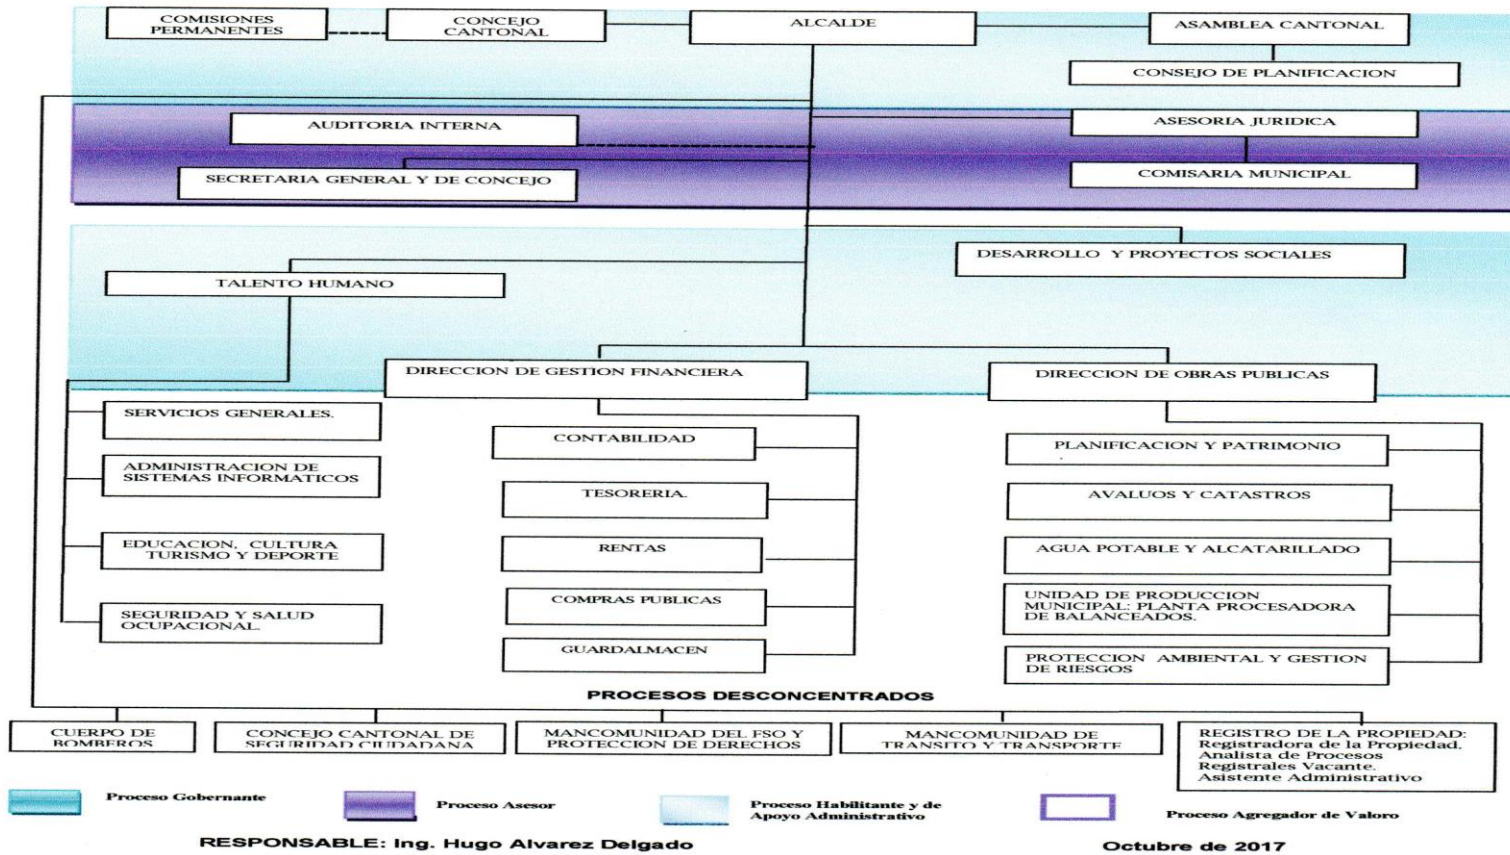 COMISIONES
PERMANENTES
CONCEJO
CANTONAL
ALCALDE
ASAMBLEA CANTONAL
CONSEJO DE PLANIFICACION
AUDITORIA INTERNA
ASESORIA JURIDICA
SECRETARIA GENERAL Y DE CONCEJO
COMISARIA MUNICIPAL
DESARROLLO Y PROYECTOS SOCIALES
TALENTO HUMANO
DIRECCION DE GESTION FINANCIERA
DIRECCION DE OBRAS PUBLICAS
SERVICIOS GENERALES.
ADMINISTRACION DE
SISTEMAS INFORMATICOS
EDUCACION, CULTURA
TURISMO Y DEPORTE
SEGURIDAD Y SALUD
OCUPACIONAL.
CONTABILIDAD
TESORERIA.
RENTAS
COMPRAS PUBLICAS
GUARDALMACEN
PLANIFICACION Y PATRIMONIO
AVALUOS Y CATASTROS
AGUA POTABLE Y ALCATARILLADO
UNIDAD DE PRODUCCION
MUNICIPAL: PLANTA PROCESADORA
DE BALANCEADOS.
PROTECCION AMBIENTAL Y GESTION
DE RIESGOS
PROCESOS DESCONCENTRADOS
CUERPO DE
BOMBEROS
CONCEJO CANTONAL DE
SEGURIDAD CIUDADANA
MANCOMUNIDAD DEL FSO Y
PROTECCION DE DERECHOS
MANCOMUNIDAD DE
TRANSITO Y TRANSPORTE
REGISTRO DE LA PROPIEDAD:
Registradora de la Propiedad.
Analista de Procesos
Registrales Vacante.
Asistente Administrativo
Proceso Gobernante
Proceso Asesor
Proceso Habilitante y de
Apoyo Administrativo
Proceso Agregador de Valoro
RESPONSABLE: Ing. Hugo Alvarez Delgado
Octubre de 2017